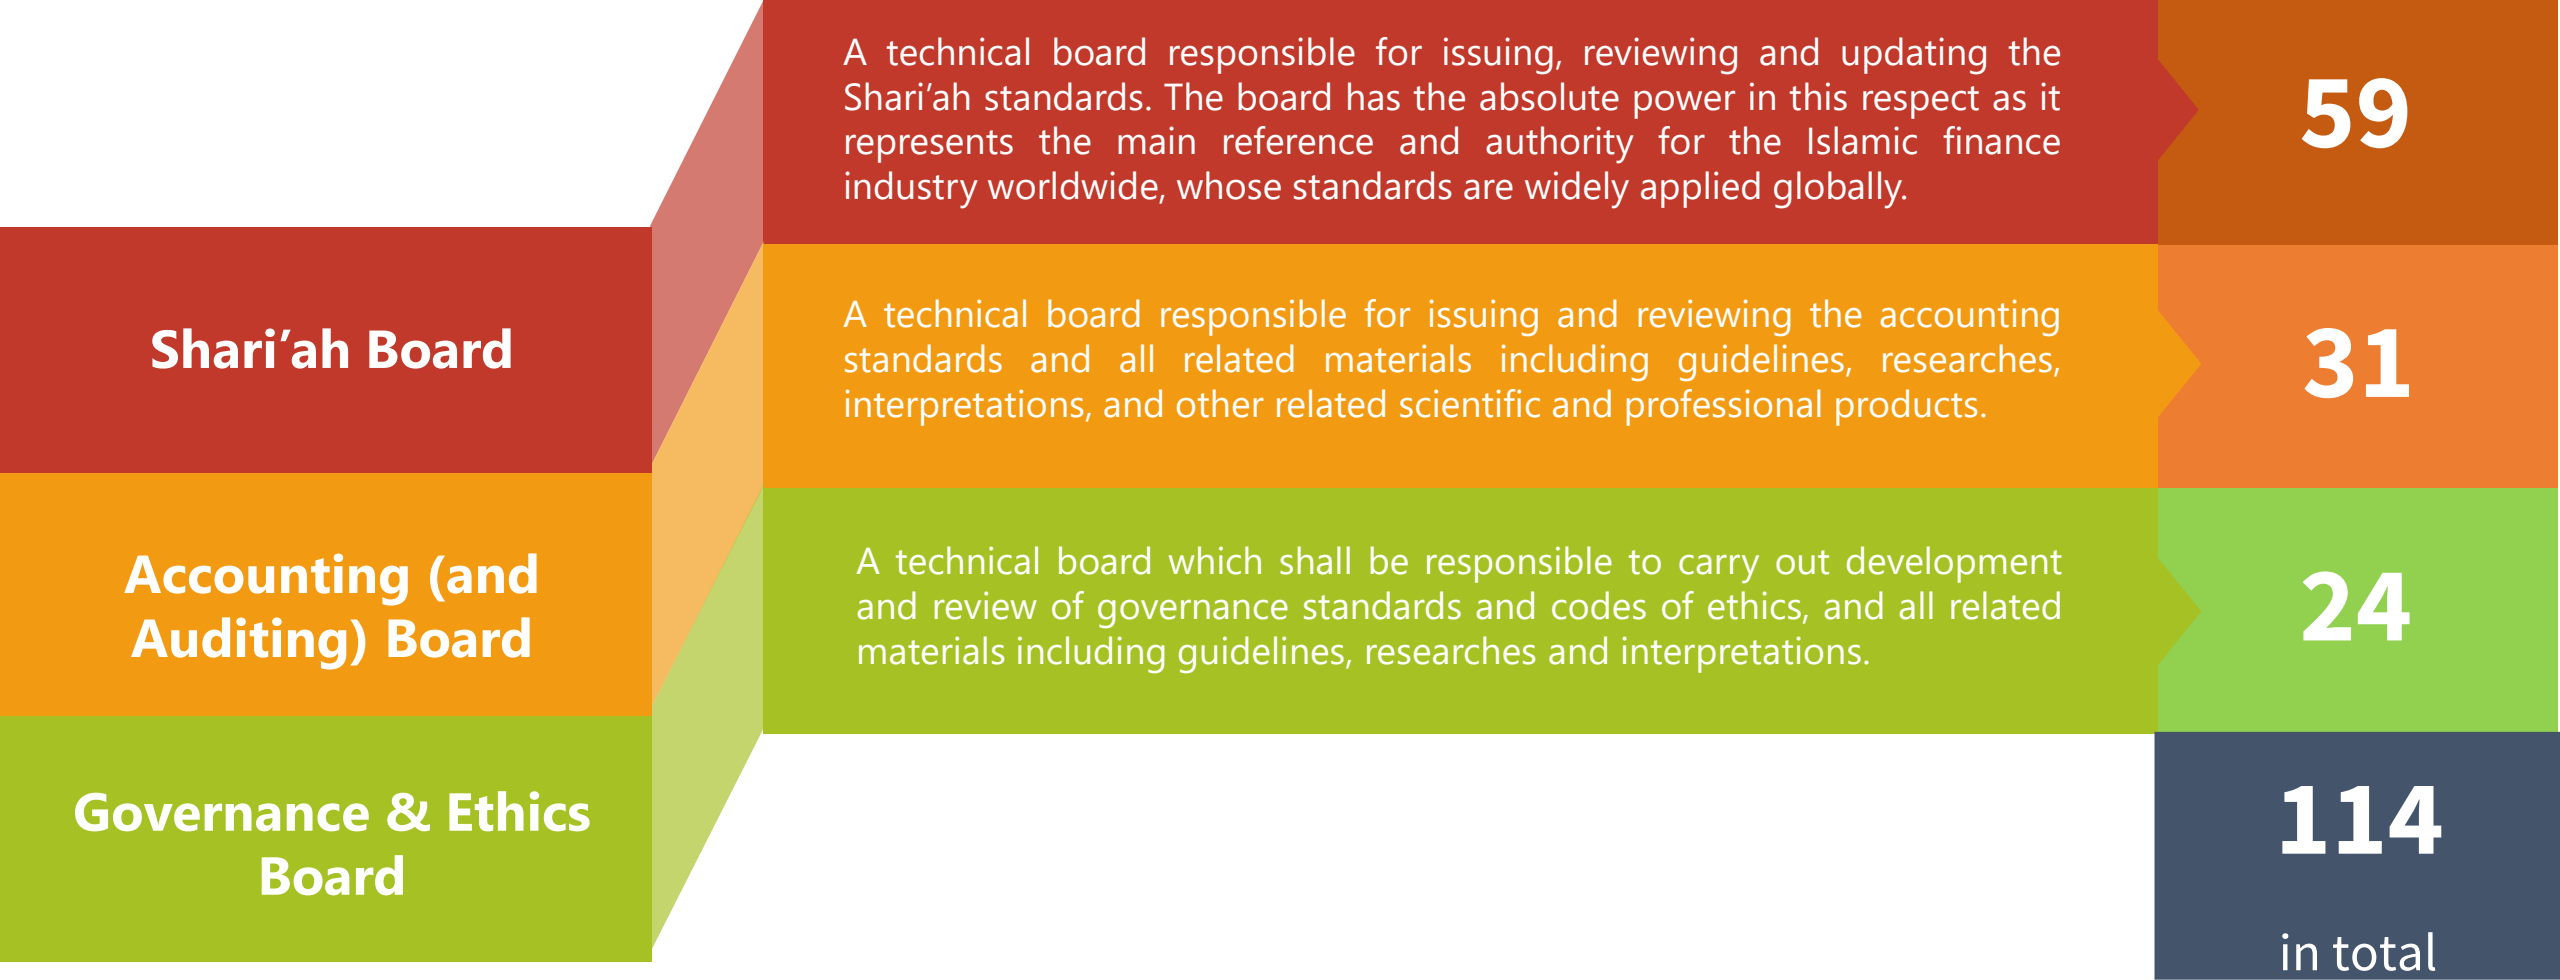 Shari’ah Board
A technical board responsible for issuing, reviewing and updating the
Shari’ah standards. The board has the absolute power in this respect as it
represents the main reference and authority for the Islamic finance
industry worldwide, whose standards are widely applied globally.
59
Accounting (and
Auditing) Board
A technical board responsible for issuing and reviewing the accounting
standards and all related materials including guidelines, researches,
interpretations, and other related scientific and professional products.
31
Governance & Ethics
Board
A technical board which shall be responsible to carry out development
and review of governance standards and codes of ethics, and all related
materials including guidelines, researches and interpretations.
24
114
in total